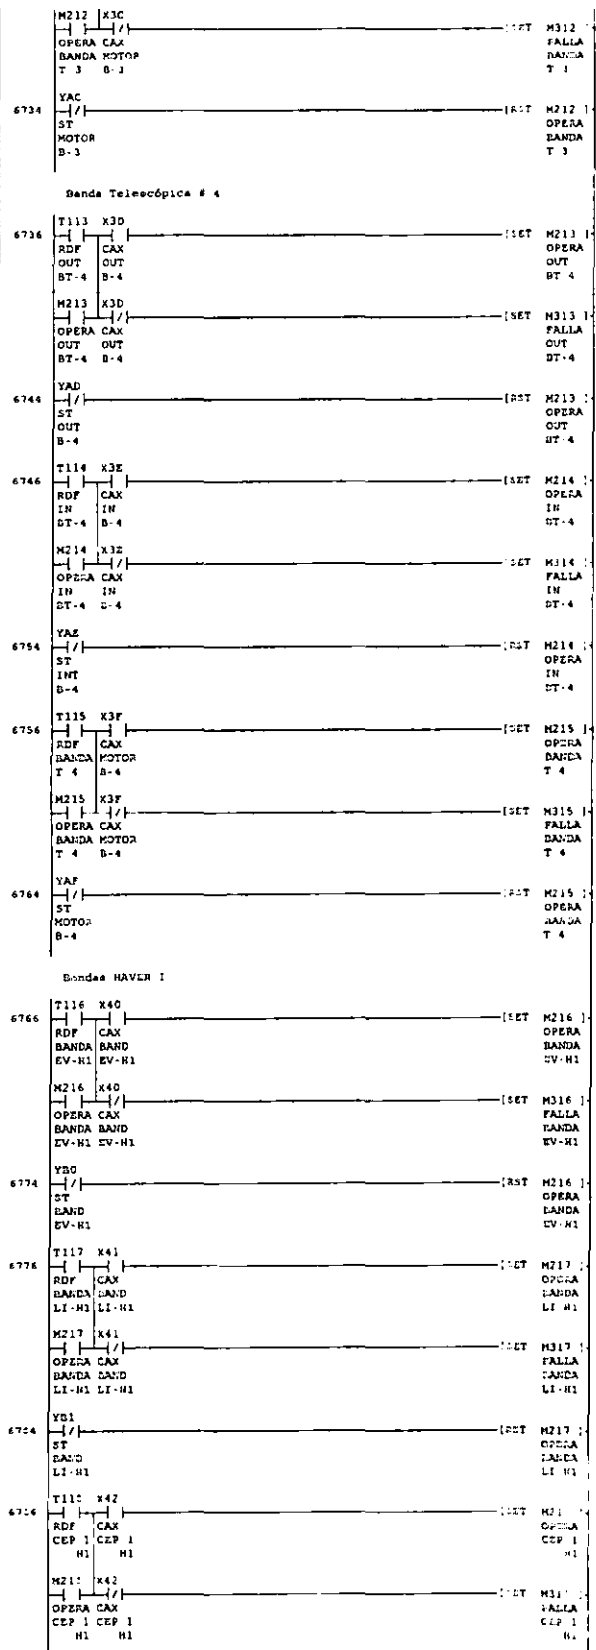 M212 X3C [SET M312 ]
OPERA CAX FALLA
BANDA MOTOR BANDA
T 3 B-3
6734 YAC [RST M212 ]
ST OPERA
MOTOR BANDA
B-3 T 3
Banda Telescópica # 4
6736 T113 X3D [SET M213 ]
RDF CAX OPERA
OUT OUT OUT
BT-4 B-4 BT 4
M213 X3D [SET M313 ]
OPERA CAX FALLA
OUT OUT OUT
BT-4 B-4 BT-4
6744 YAD [RST M213 ]
ST OPERA
OUT OUT
B-4 BT-4
6746 T114 X3E [SET M214 ]
RDF CAX OPERA
IN IN IN
BT-4 B-4 BT-4
M214 X3E [SET M314 ]
OPERA CAX FALLA
IN IN IN
BT-4 B-4 BT-4
6754 YAE [RST M214 ]
ST OPERA
INT IN
B-4 BT-4
6756 T115 X3F [SET M215 ]
RDF CAX OPERA
BANDA MOTOR BANDA
T 4 B-4 T 4
M215 X3F [SET M315 ]
OPERA CAX FALLA
BANDA MOTOR BANDA
T 4 B-4 T 4
6764 YAF [RST M215 ]
ST OPERA
MOTOR BANDA
B-4 T 4
Bandas HAVER I
6766 T116 X40 [SET M216 ]
RDF CAX OPERA
BANDA BAND BANDA
EV-H1 EV-H1 EV-H1
M216 X40 [SET M316 ]
OPERA CAX FALLA
BANDA BAND BANDA
EV-H1 EV-H1 EV-H1
6774 YB0 [RST M216 ]
ST OPERA
BAND BANDA
EV-H1 EV-H1
6776 T117 X41 [SET M217 ]
RDF CAX OPERA
BANDA BAND BANDA
LI-H1 LI-H1 LI H1
M217 X41 [SET M317 ]
OPERA CAX FALLA
BANDA BAND BANDA
LI-H1 LI-H1 LI-H1
6784 YB1 [RST M217 ]
ST OPERA
BAND BANDA
LI-H1 LI H1
X42 [SET
RDF CAX OPERA
CEP 1 CEP 1 CEP 1
H1 H1 H1
X42 [SET
OPERA CAX FALLA
CEP 1 CEP 1 CEP 1
H1 H1 H1